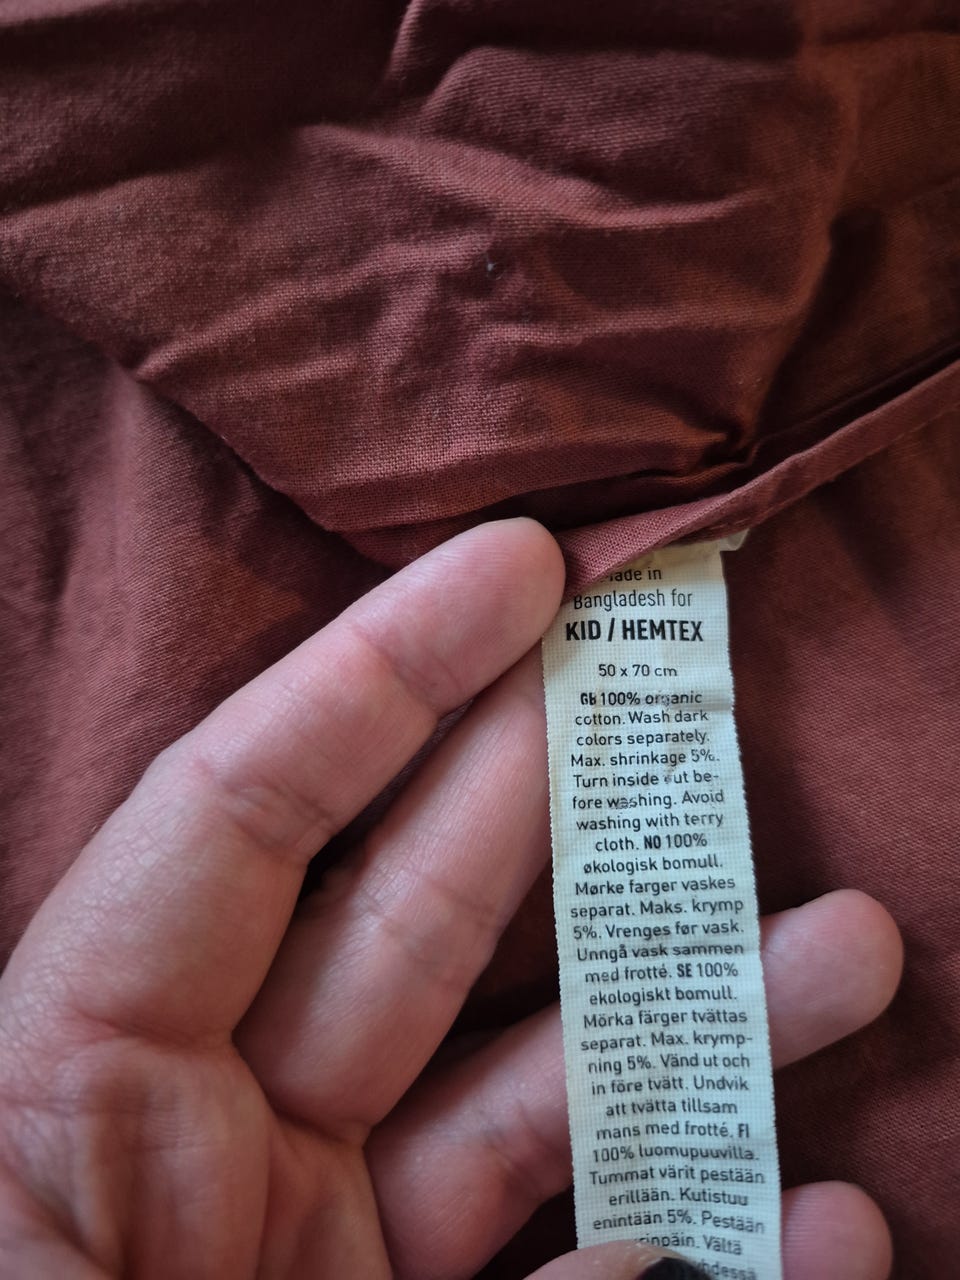 Made in
Bangladesh for
KID / HEMTEX
50 x 70 cm
GB 100% organic
cotton. Wash dark
colors separately.
Max. shrinkage 5%.
Turn inside out be-
fore washing. Avoid
washing with terry
cloth. NO 100%
økologisk bomull.
Mørke farger vaskes
separat. Maks. krymp
5%. Vrenges før vask.
Unngå vask sammen
med frotté. SE 100%
ekologiskt bomull.
Mörka färger tvättas
separat. Max. krymp-
ning 5%. Vänd ut och
in före tvätt. Undvik
att tvätta tillsam
mans med frotté. FI
100% luomupuuvilla.
Tummat värit pestään
erillään. Kutistuu
enintään 5%. Pestään
Vältä